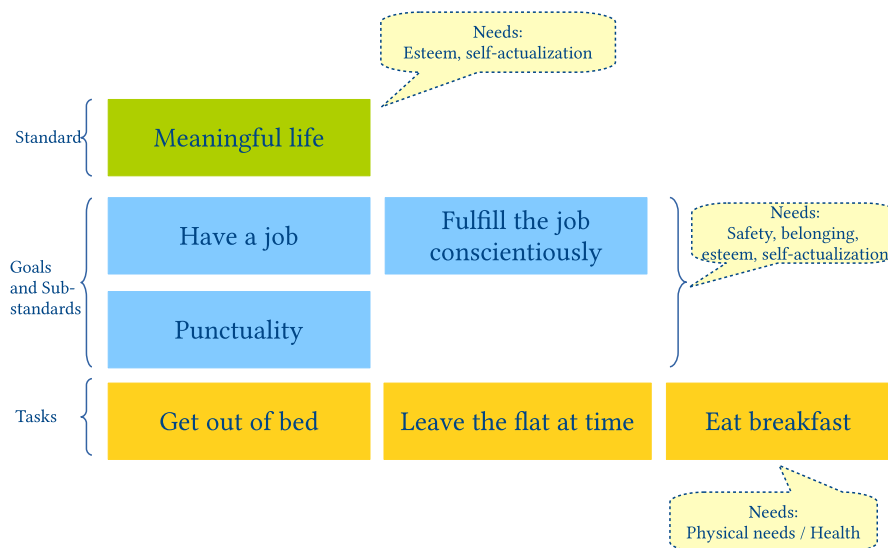 Needs:
Esteem, self-actualization
Standard
Meaningful life
Goals
and Sub-
standards
Have a job
Fulfill the job
conscientiously
Needs:
Safety, belonging,
esteem, self-actualization
Punctuality
Tasks
Get out of bed
Leave the flat at time
Eat breakfast
Needs:
Physical needs / Health